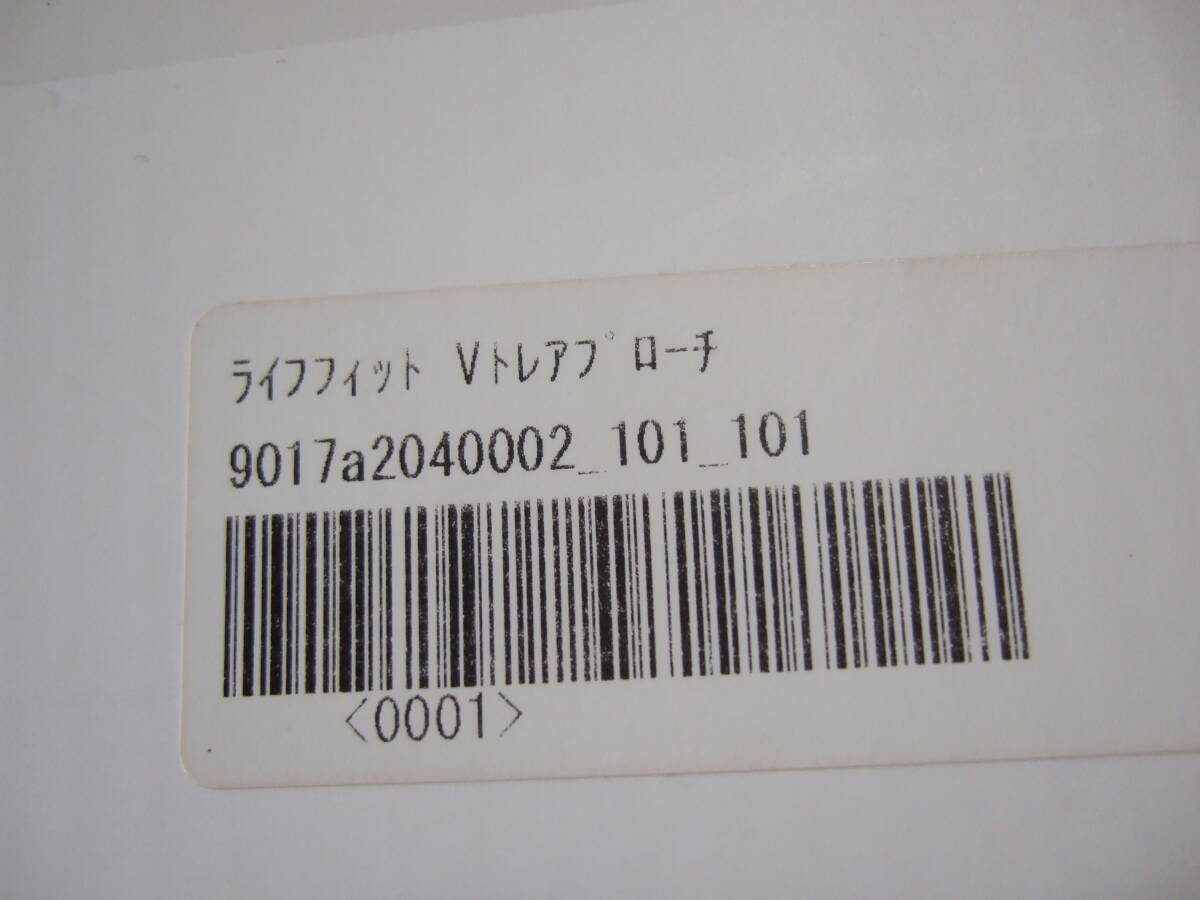 ﾗｲﾌﾌｨｯﾄ Vﾄﾚｱﾌﾟﾛｰﾁ
9017a2040002_101_101
<0001>